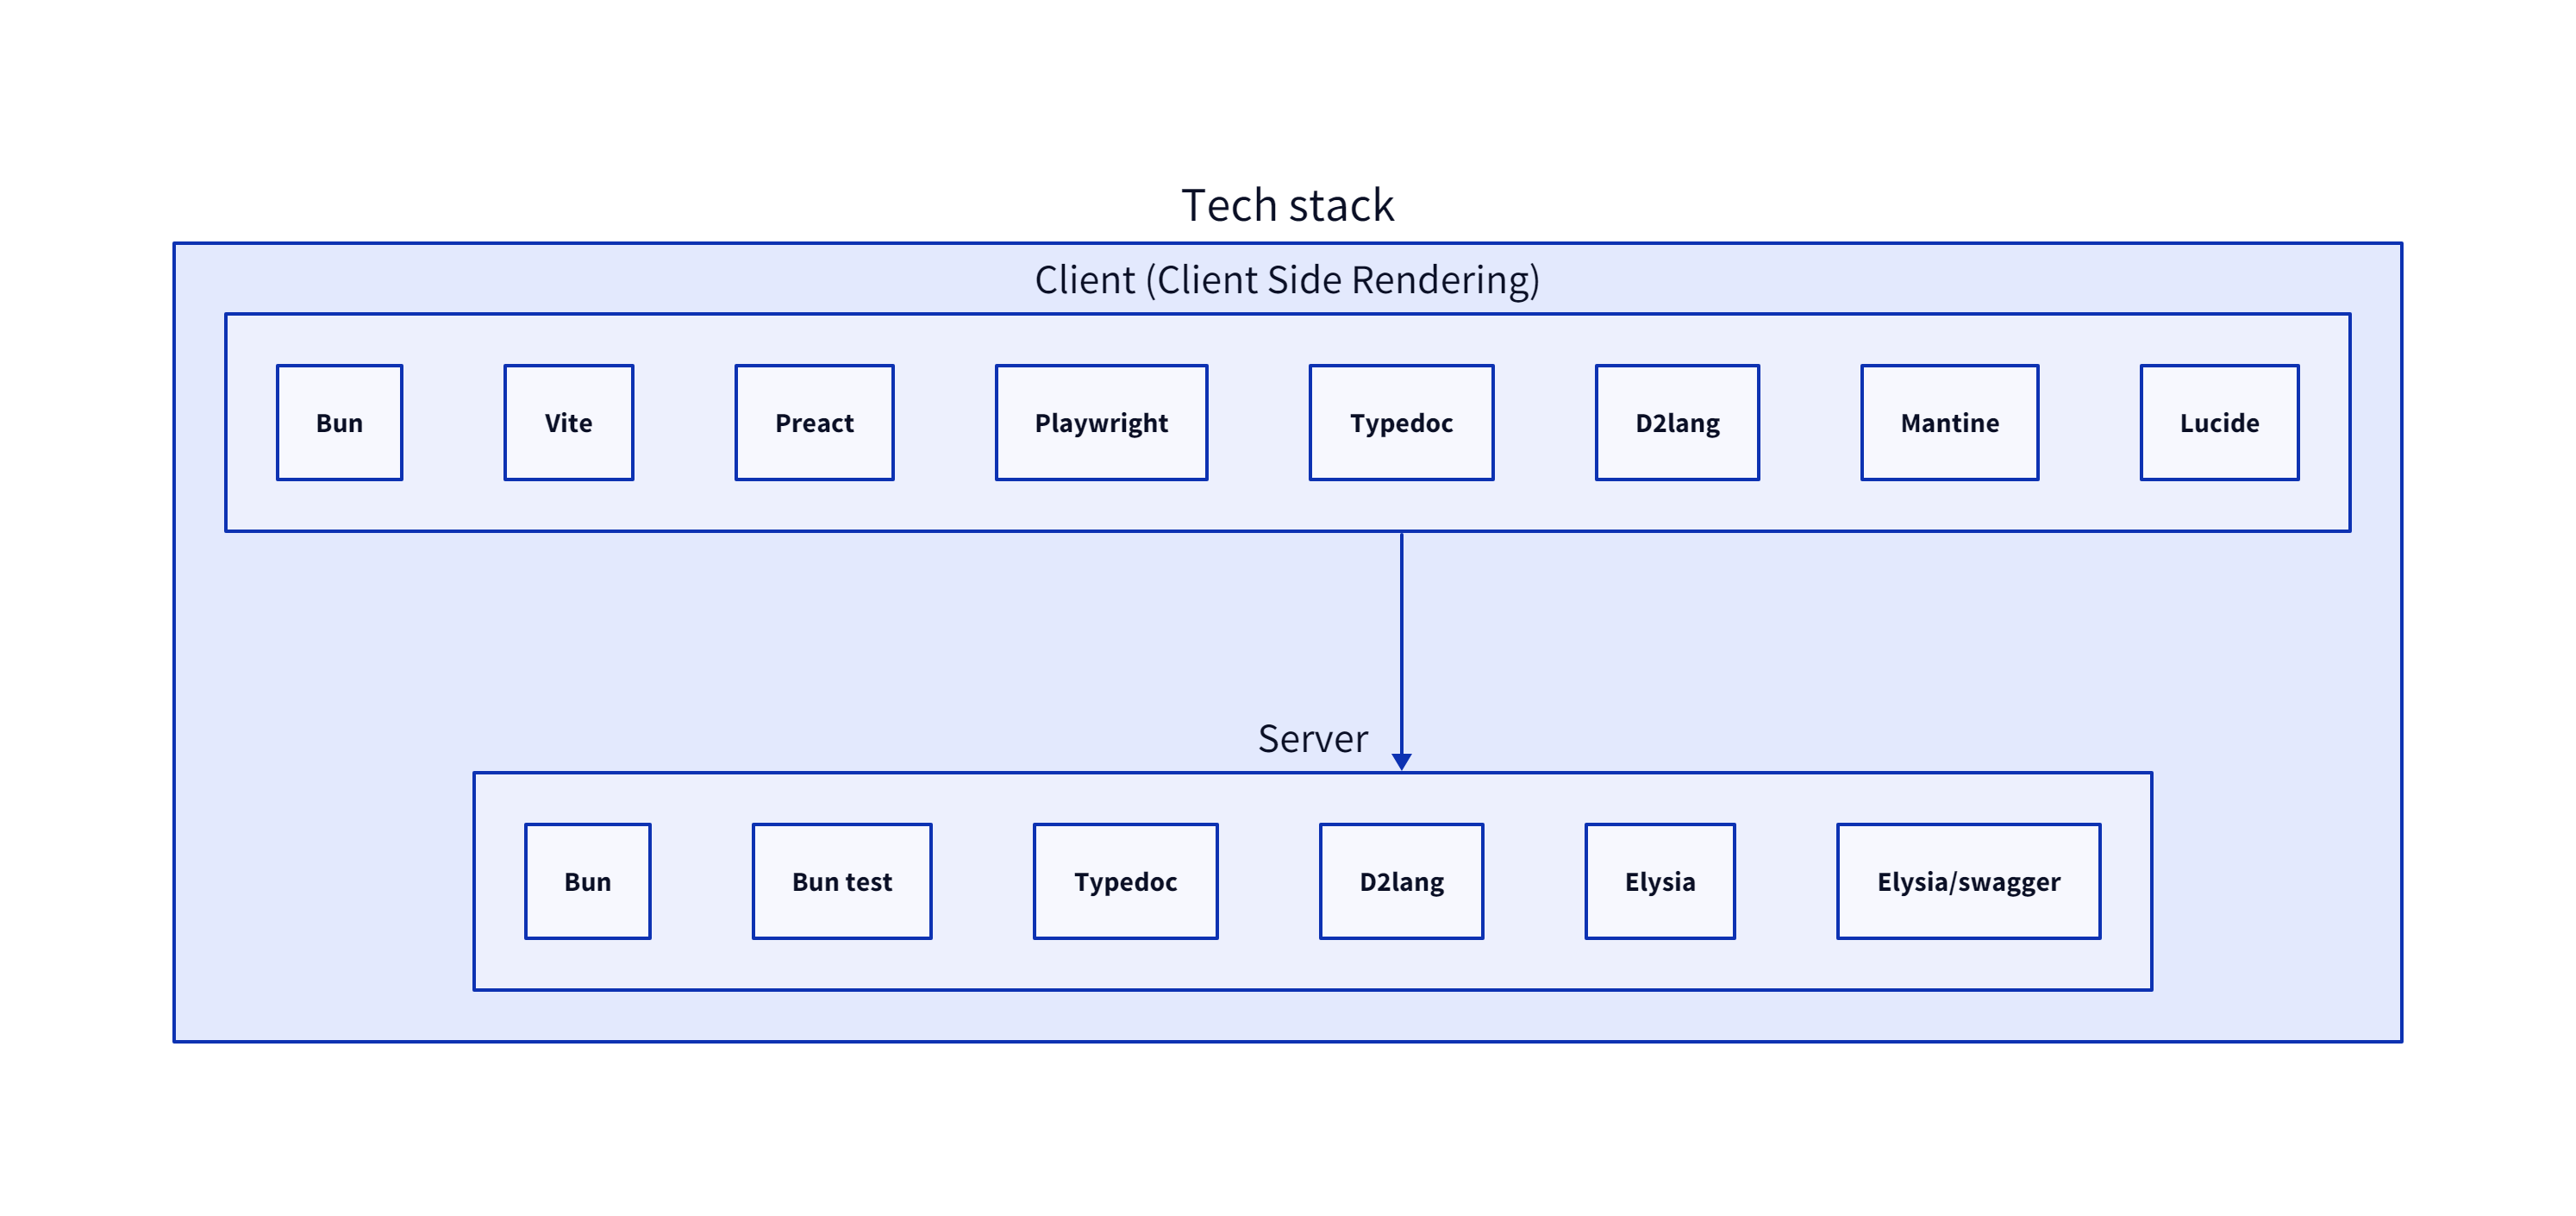 Tech stack
Client (Client Side Rendering)
Bun
Vite
Preact
Playwright
Typedoc
D2lang
Mantine
Lucide
Server
Bun
Bun test
Typedoc
D2lang
Elysia
Elysia/swagger